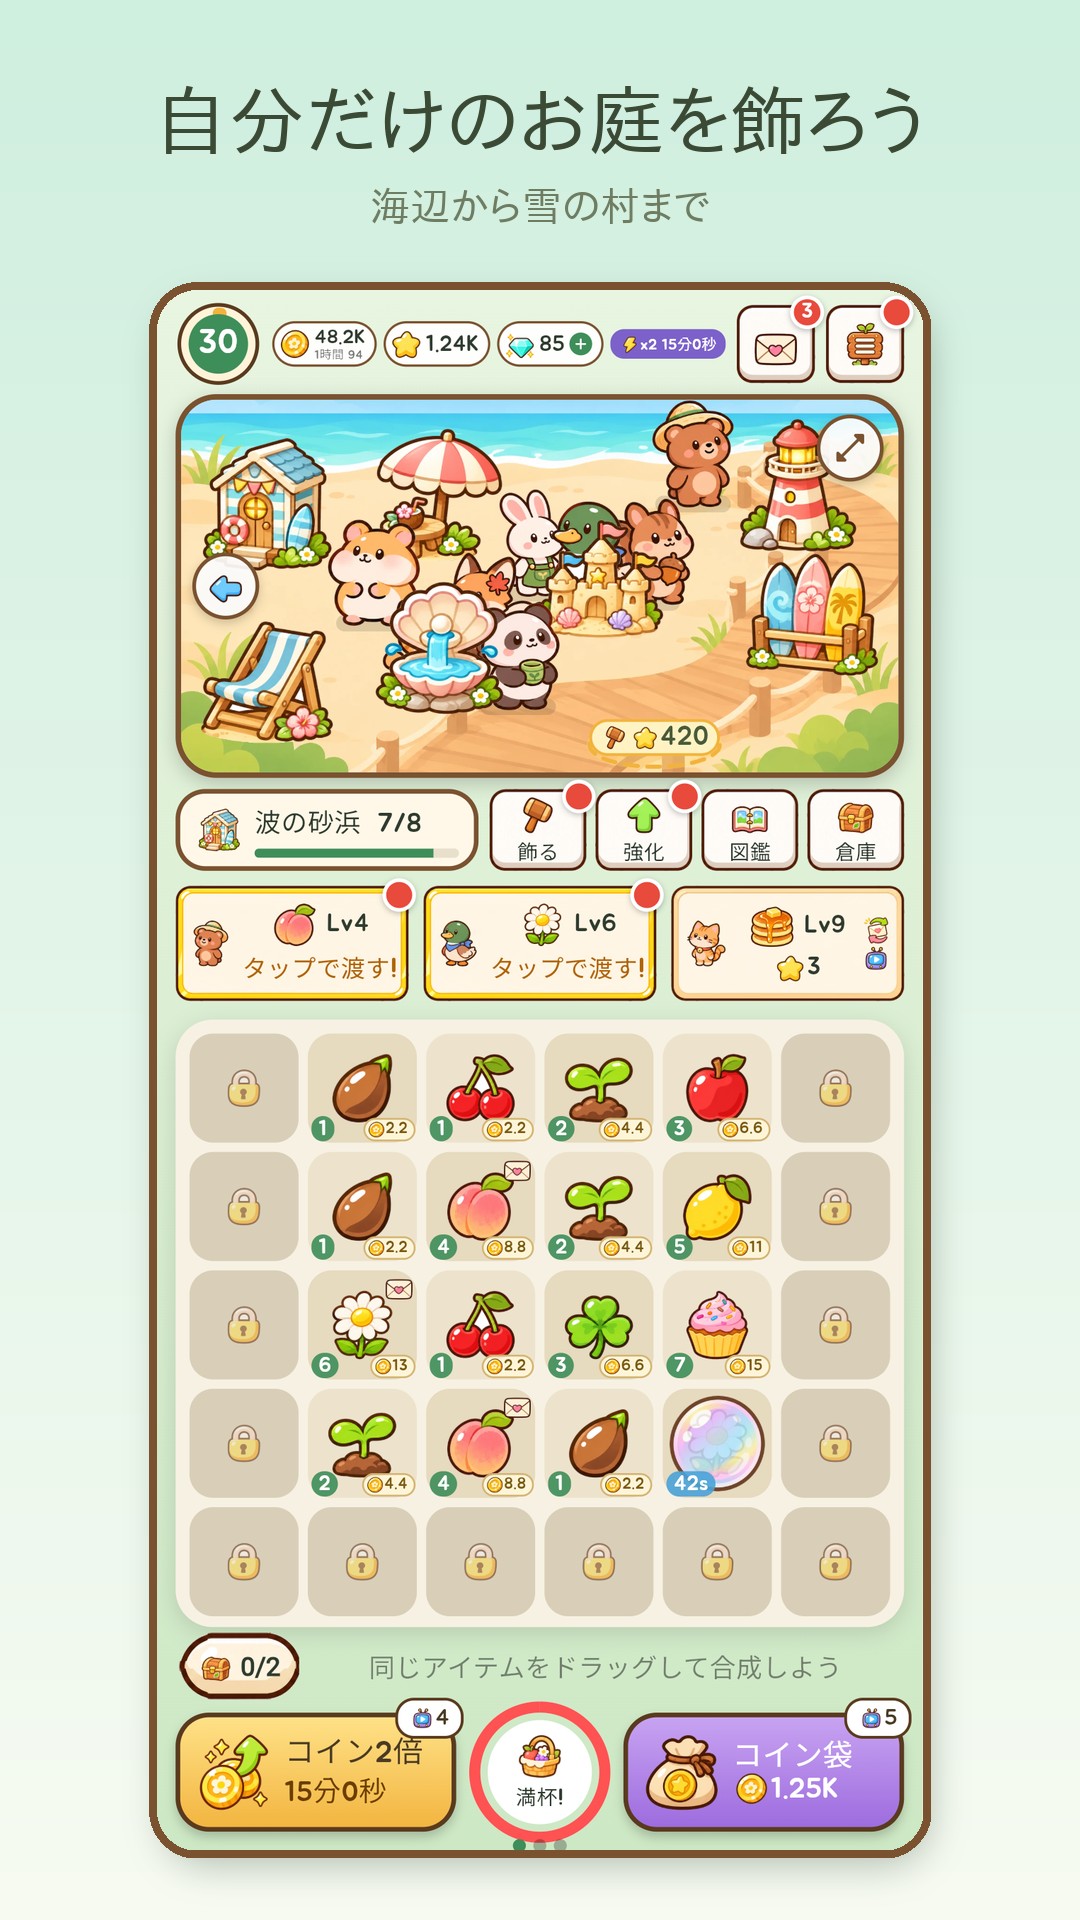 自分だけのお庭を飾ろう
海辺から雪の村まで
30
48.2K
1時間 94
1.24K
85 +
x2 15分0秒
3
420
波の砂浜 7/8
飾る
強化
図鑑
倉庫
Lv4
タップで渡す!
Lv6
タップで渡す!
Lv9
3
1 2.2
1 2.2
2 4.4
3 6.6
1 2.2
4 8.8
2 4.4
5 11
6 13
1 2.2
3 6.6
7 15
2 4.4
4 8.8
1 2.2
42s
0/2
同じアイテムをドラッグして合成しよう
4
コイン2倍
15分0秒
満杯!
5
コイン袋
1.25K